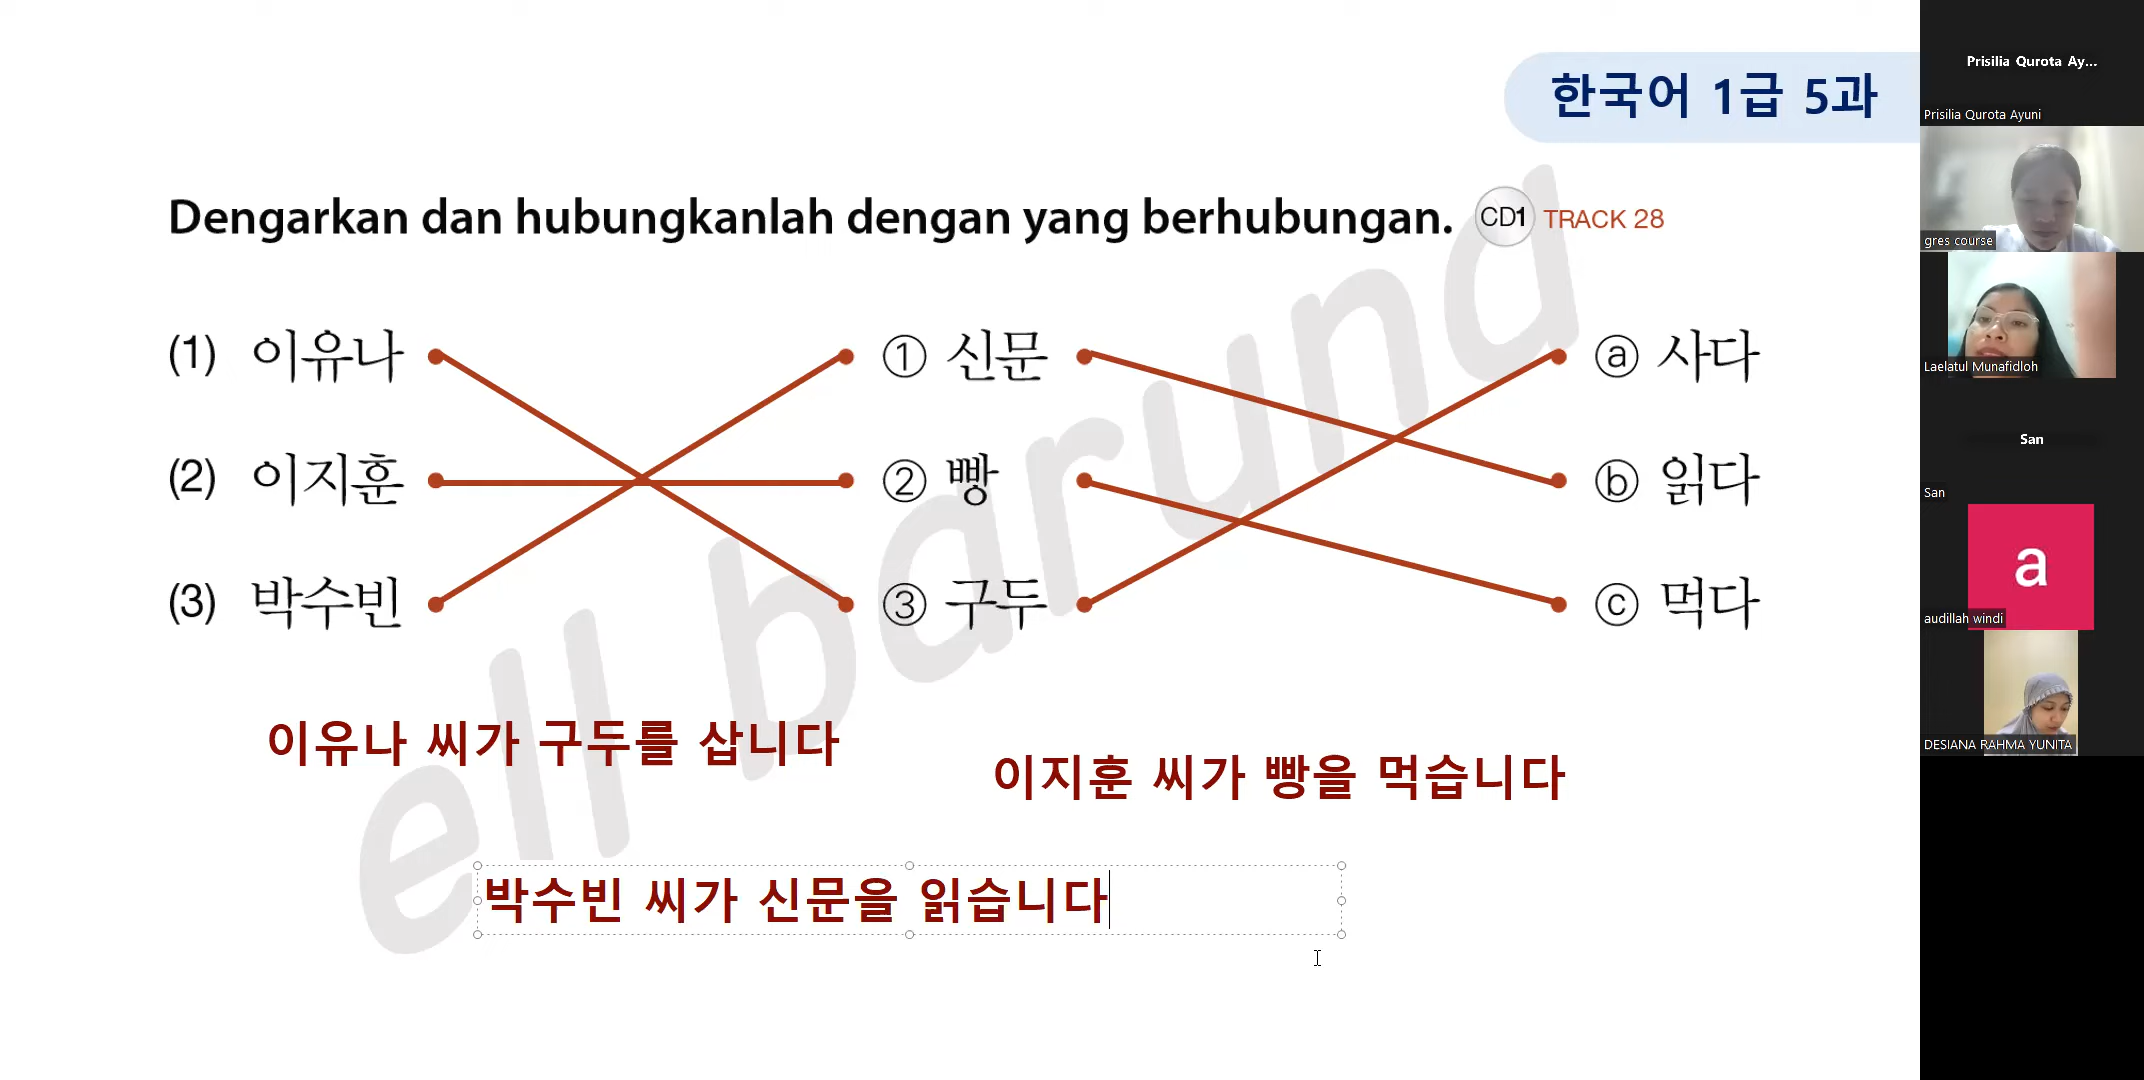 한국어 1급 5과
Dengarkan dan hubungkanlah dengan yang berhubungan. CD1 TRACK 28
(1) 이유나 ① 신문 ⓐ 사다
(2) 이지훈 ② 빵 ⓑ 읽다
(3) 박수빈 ③ 구두 ⓒ 먹다
이유나 씨가 구두를 삽니다
이지훈 씨가 빵을 먹습니다
박수빈 씨가 신문을 읽습니다
ell barund
Prisilia Qurota Ay...
Prisilia Qurota Ayuni
gres course
Laelatul Munafidloh
San
San
a
audillah windi
DESIANA RAHMA YUNITA